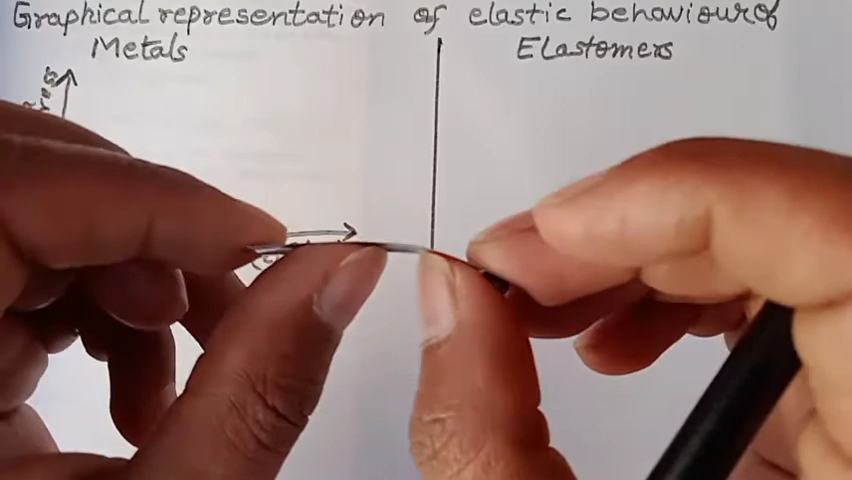 Graphical representation of elastic behaviour of
Metals
Elastomers